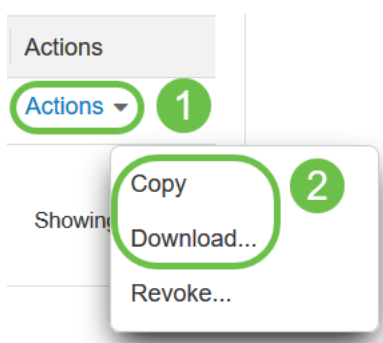 Actions
Actions
1
Copy
2
Showing
Download...
Revoke...